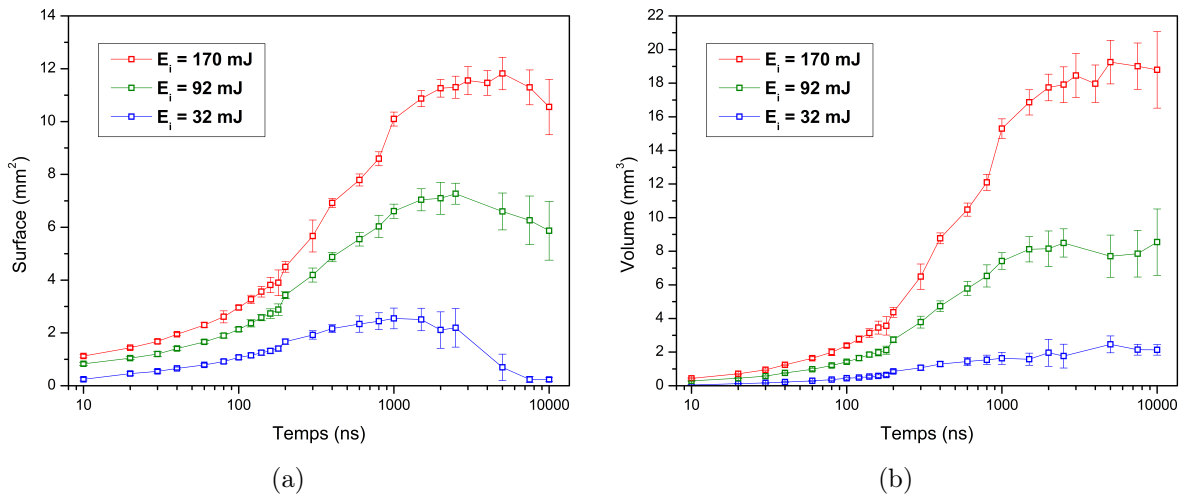 14
12
10
8
6
4
2
0
Surface (mm²)
E_i = 170 mJ
E_i = 92 mJ
E_i = 32 mJ
10
100
1000
10000
Temps (ns)
(a)
22
20
18
16
14
12
10
8
6
4
2
0
Volume (mm³)
E_i = 170 mJ
E_i = 92 mJ
E_i = 32 mJ
10
100
1000
10000
Temps (ns)
(b)